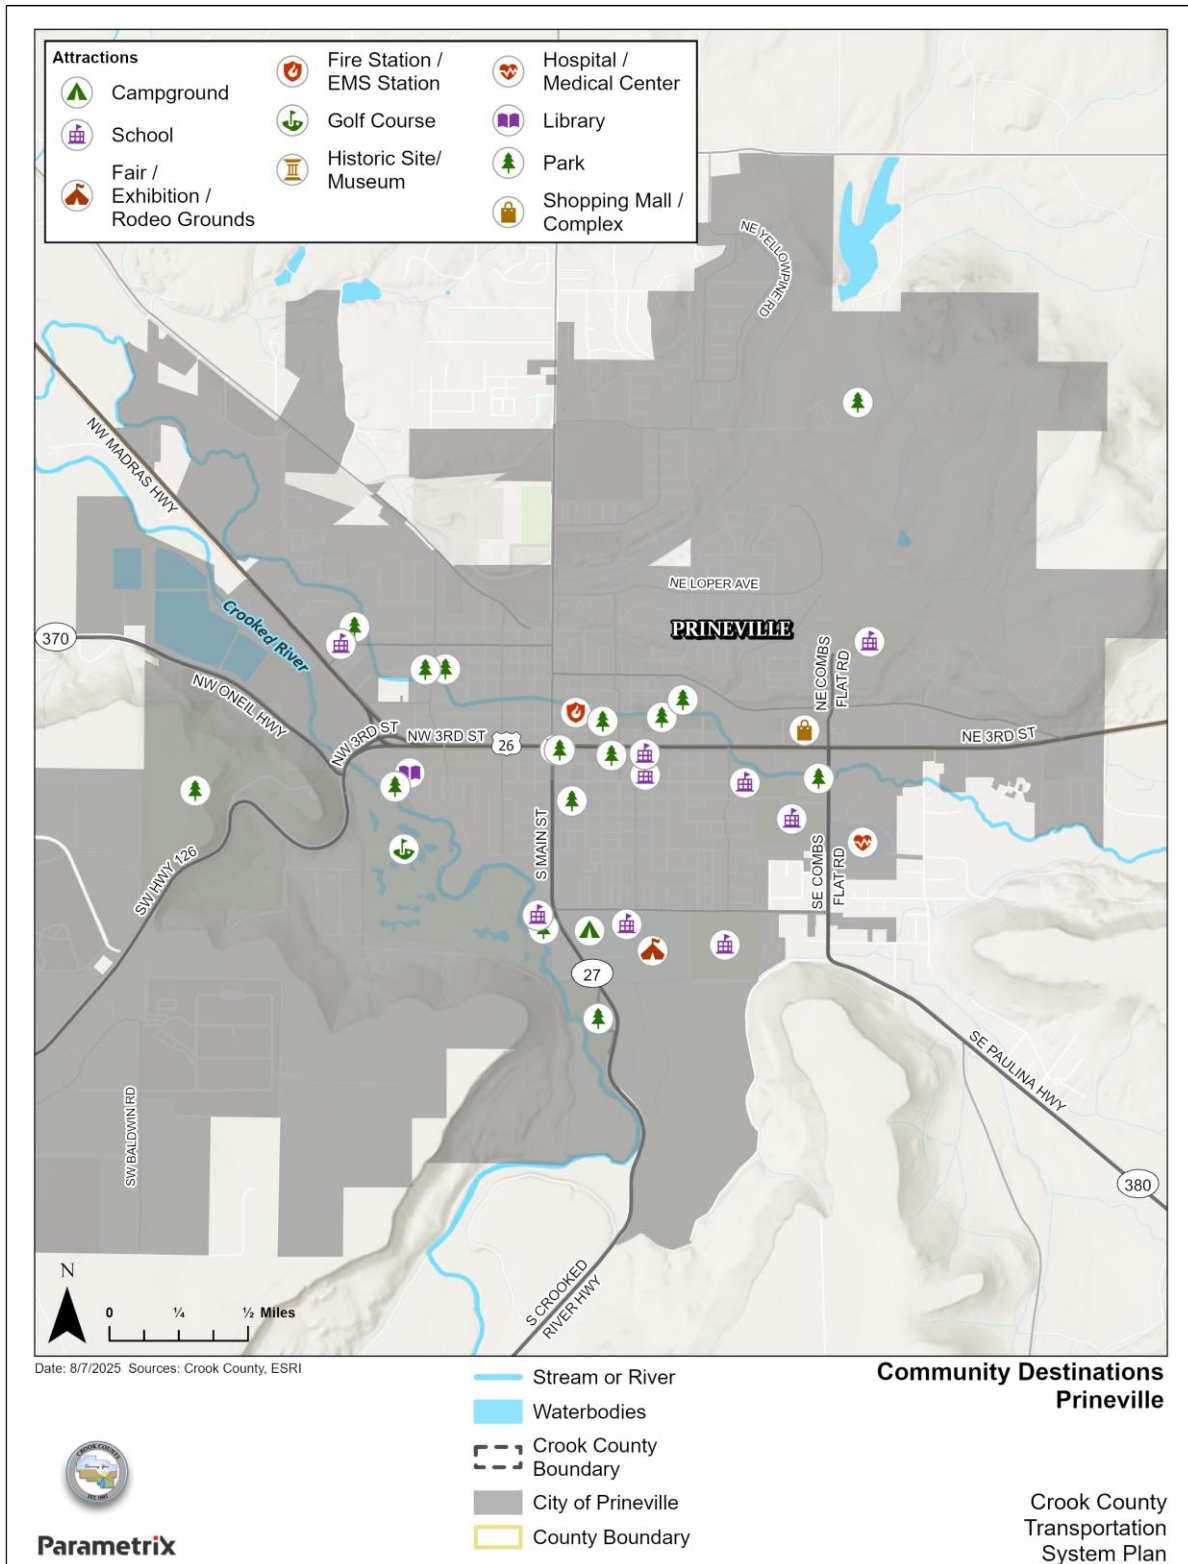 Attractions
Campground
School
Fair /
Exhibition /
Rodeo Grounds
Fire Station /
EMS Station
Golf Course
Historic Site/
Museum
Hospital /
Medical Center
Library
Park
Shopping Mall /
Complex
NE YELLOWPINE RD
NW MADRAS HWY
NE LOPER AVE
PRINEVILLE
Crooked River
370
NW ONEIL HWY
NW 3RD ST
NW 3RD ST
26
NE COMBS
FLAT RD
NE 3RD ST
S MAIN ST
SE COMBS
FLAT RD
SW HWY 126
27
SE PAULINA HWY
SW BALDWIN RD
380
S CROOKED
RIVER HWY
N
0 ¼ ½ Miles
Date: 8/7/2025 Sources: Crook County, ESRI
Stream or River
Waterbodies
Crook County
Boundary
City of Prineville
County Boundary
Community Destinations
Prineville
CROOK COUNTY
Parametrix
Crook County
Transportation
System Plan